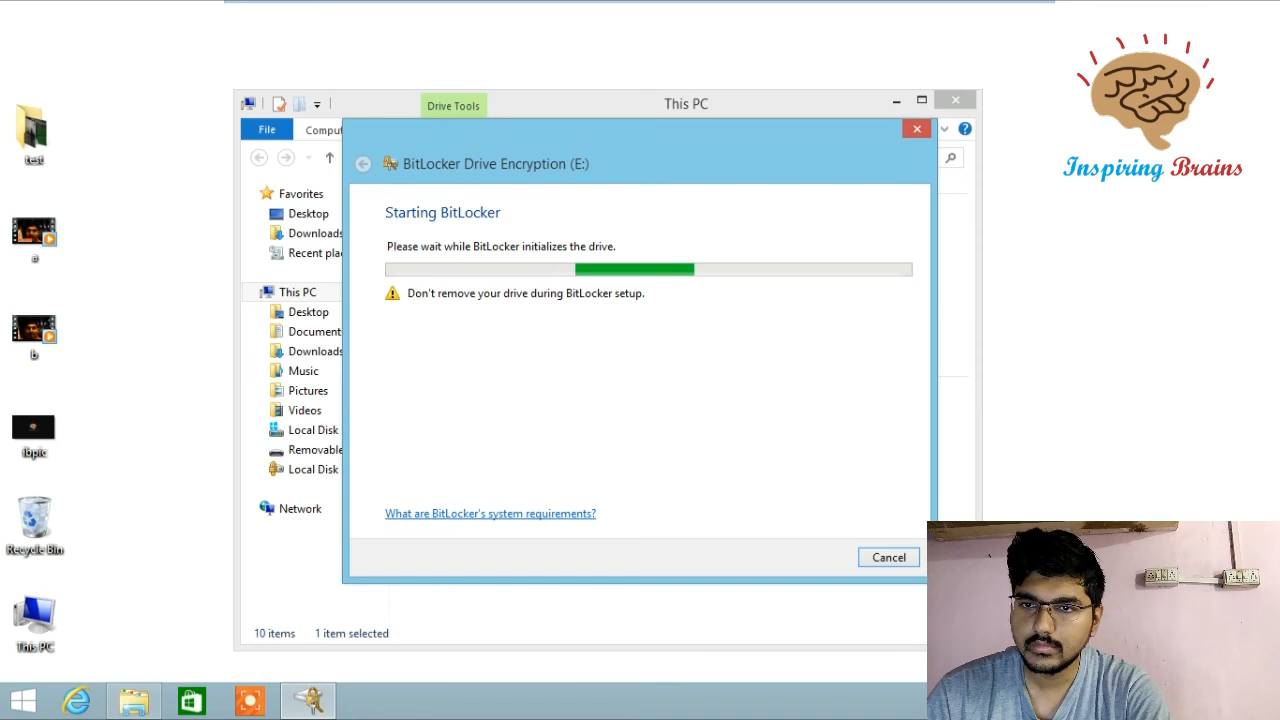 Inspiring Brains
Drive Tools
This PC
File
Comput
BitLocker Drive Encryption (E:)
Starting BitLocker
Please wait while BitLocker initializes the drive.
Don't remove your drive during BitLocker setup.
What are BitLocker's system requirements?
Cancel
Favorites
Desktop
Downloads
Recent plac
This PC
Desktop
Document
Downloads
Music
Pictures
Videos
Local Disk
Removable
Local Disk
Network
10 items
1 item selected
test
a
b
ibpic
Recycle Bin
This PC